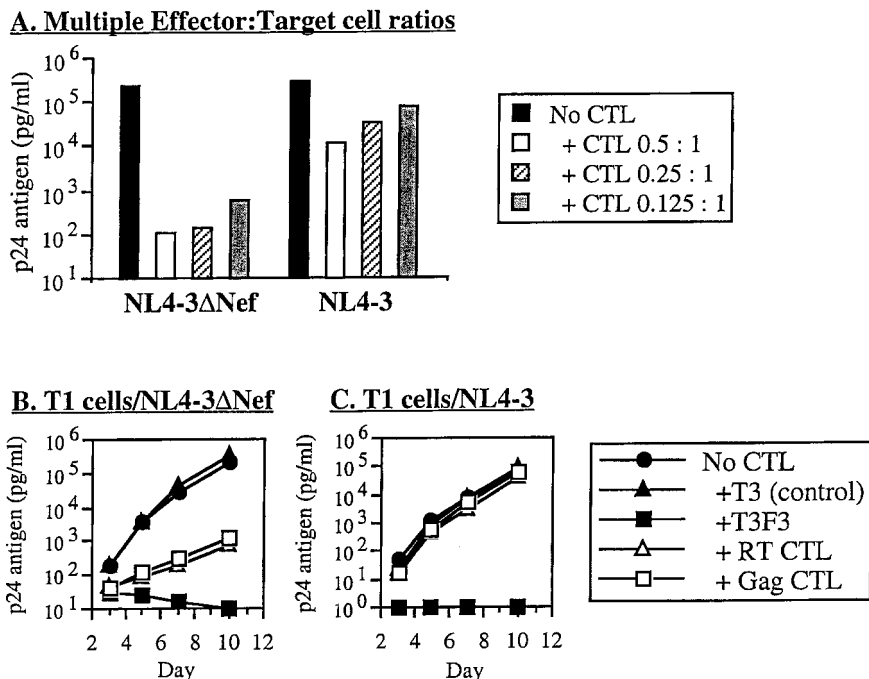 A. Multiple Effector:Target cell ratios
p24 antigen (pg/ml)
10^6
10^5
10^4
10^3
10^2
10^1
NL4-3ΔNef
NL4-3
No CTL
+ CTL 0.5 : 1
+ CTL 0.25 : 1
+ CTL 0.125 : 1
B. T1 cells/NL4-3ΔNef
p24 antigen (pg/ml)
10^6
10^5
10^4
10^3
10^2
10^1
2 4 6 8 10 12
Day
C. T1 cells/NL4-3
10^6
10^5
10^4
10^3
10^2
10^1
10^0
2 4 6 8 10 12
Day
No CTL
+T3 (control)
+T3F3
+ RT CTL
+ Gag CTL